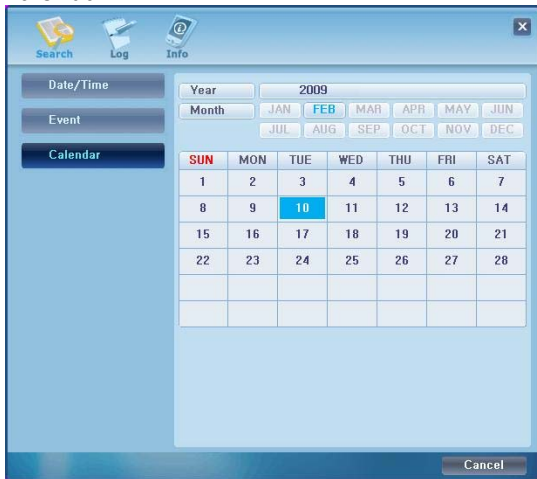 Search Log Info
Date/Time
Event
Calendar
Year 2009
Month JAN FEB MAR APR MAY JUN
JUL AUG SEP OCT NOV DEC
SUN MON TUE WED THU FRI SAT
1 2 3 4 5 6 7
8 9 10 11 12 13 14
15 16 17 18 19 20 21
22 23 24 25 26 27 28
Cancel